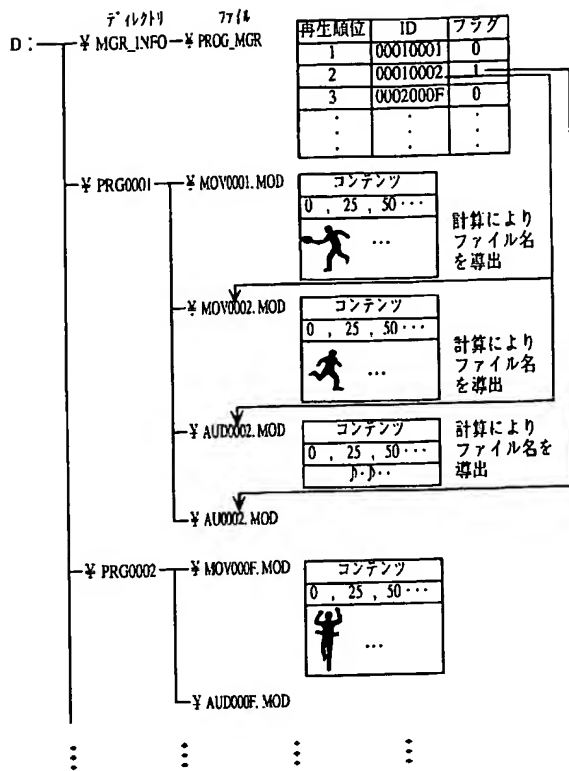 ディレクトリ ファイル
D: ¥ MGR_INFO ¥ PROG_MGR
再生順位 ID フラグ
1 00010001 0
2 00010002 1
3 0002000F 0
: : :
¥ PRG0001 ¥ MOV0001.MOD
コンテンツ
0 , 25 , 50···
···
計算により
ファイル名
を導出
¥ MOV0002.MOD
コンテンツ
0 , 25 , 50···
···
計算により
ファイル名
を導出
¥ AUD0002.MOD
コンテンツ
0 , 25 , 50···
♪·♪··
計算により
ファイル名を
導出
¥ AU0002.MOD
¥ PRG0002 ¥ MOV000F.MOD
コンテンツ
0 , 25 , 50···
···
¥ AUD000F.MOD